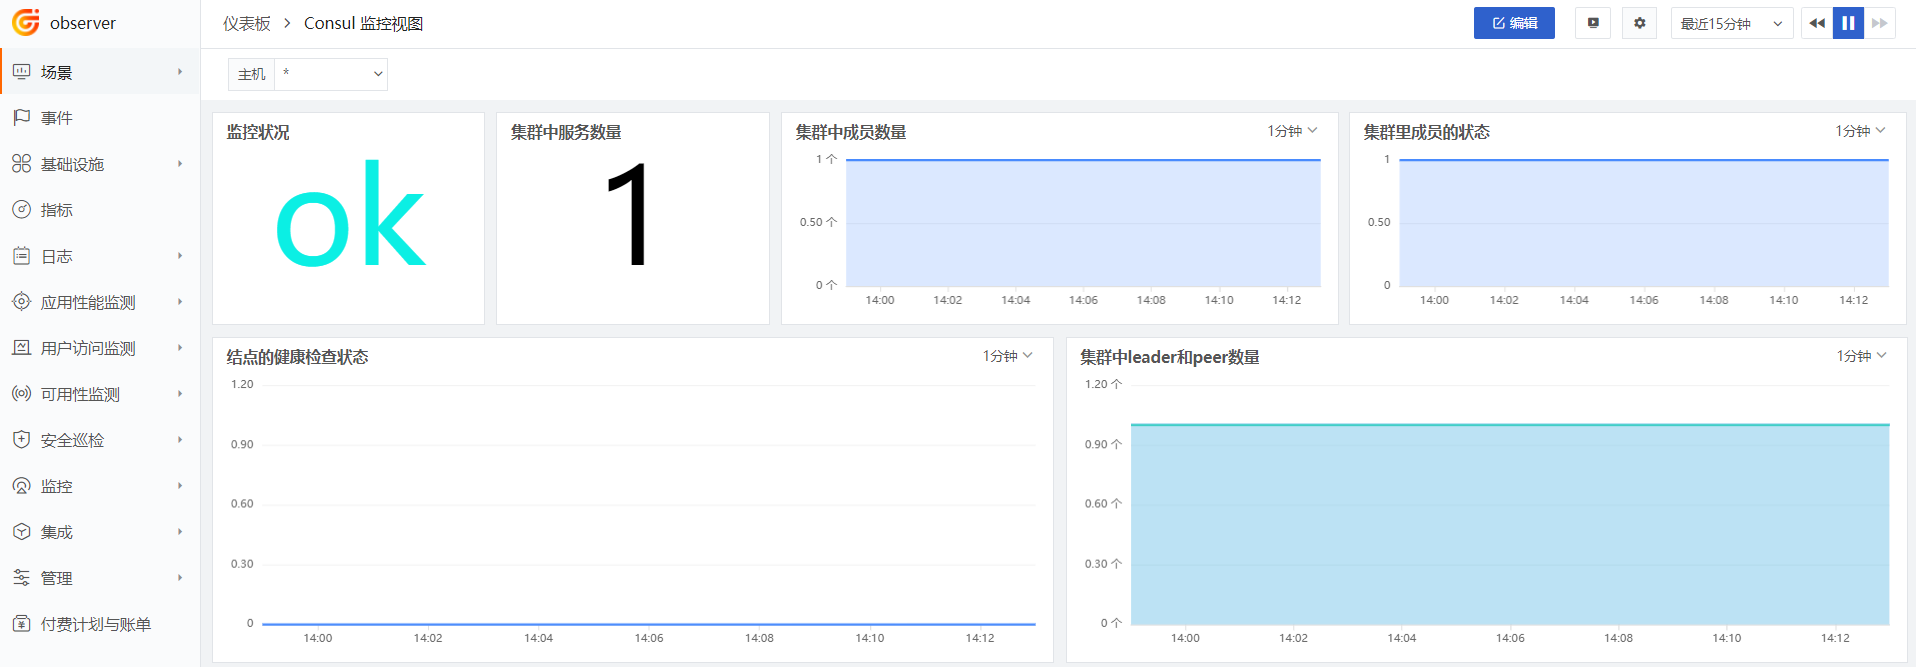 observer
仪表板 > Consul 监控视图
编辑
最近15分钟
场景
事件
基础设施
指标
日志
应用性能监测
用户访问监测
可用性监测
安全巡检
监控
集成
管理
付费计划与账单
主机 *
监控状况
ok
集群中服务数量
1
集群中成员数量
1分钟
1 个
0.50 个
0 个
14:00 14:02 14:04 14:06 14:08 14:10 14:12
集群里成员的状态
1分钟
1
0.50
0
14:00 14:02 14:04 14:06 14:08 14:10 14:12
结点的健康检查状态
1分钟
1.20
0.90
0.60
0.30
0
14:00 14:02 14:04 14:06 14:08 14:10 14:12
集群中leader和peer数量
1分钟
1.20 个
0.90 个
0.60 个
0.30 个
0 个
14:00 14:02 14:04 14:06 14:08 14:10 14:12